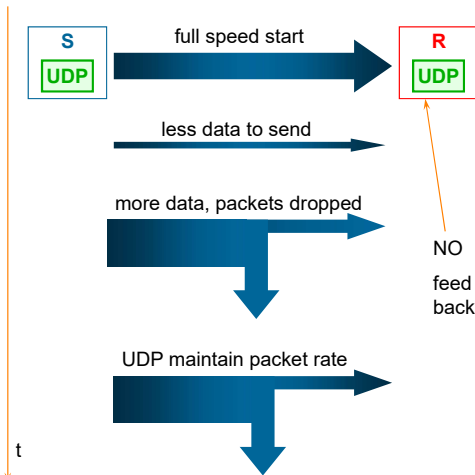 S
full speed start
R
UDP
UDP
less data to send
more data, packets dropped
NO
feed
back
UDP maintain packet rate
t